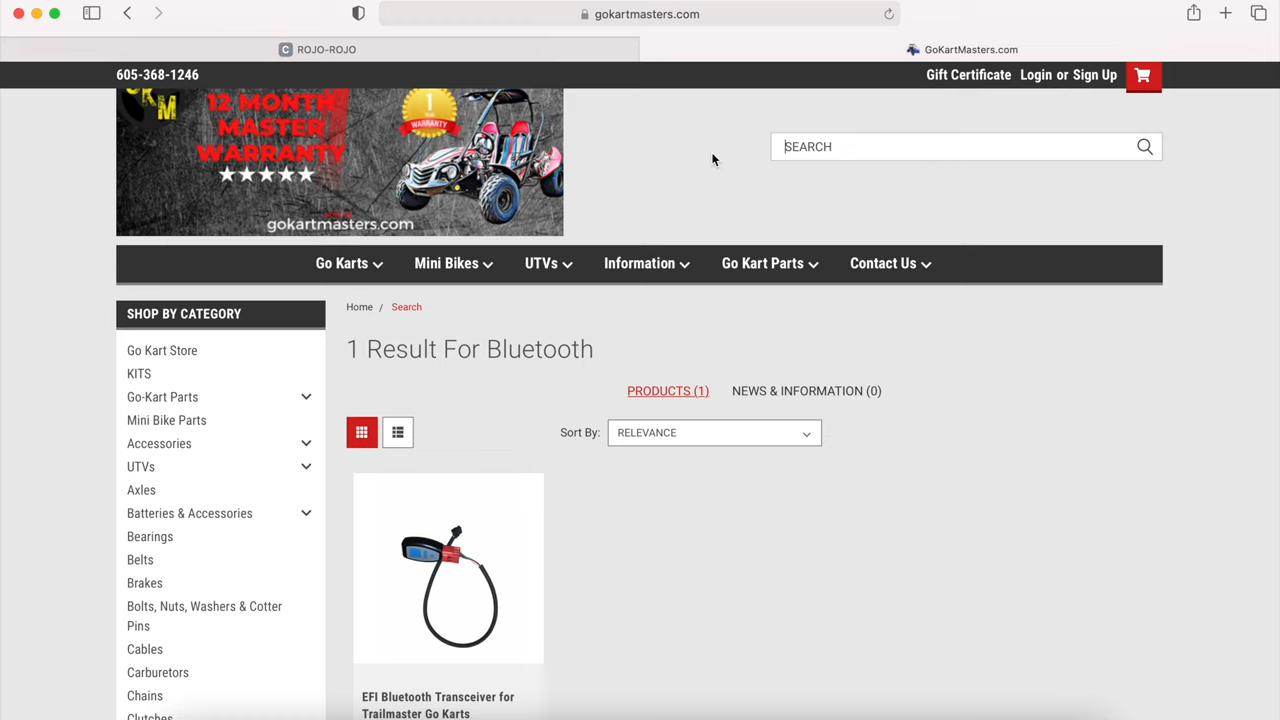 gokartmasters.com
ROJO-ROJO
GoKartMasters.com
605-368-1246
Gift Certificate Login or Sign Up
12 MONTH
MASTER
WARRANTY
1
WARRANTY
gokartmasters.com
SEARCH
Go Karts Mini Bikes UTVs Information Go Kart Parts Contact Us
SHOP BY CATEGORY
Go Kart Store
KITS
Go-Kart Parts
Mini Bike Parts
Accessories
UTVs
Axles
Batteries & Accessories
Bearings
Belts
Brakes
Bolts, Nuts, Washers & Cotter
Pins
Cables
Carburetors
Chains
Clutches
Home / Search
1 Result For Bluetooth
PRODUCTS (1) NEWS & INFORMATION (0)
Sort By: RELEVANCE
EFI Bluetooth Transceiver for
Trailmaster Go Karts